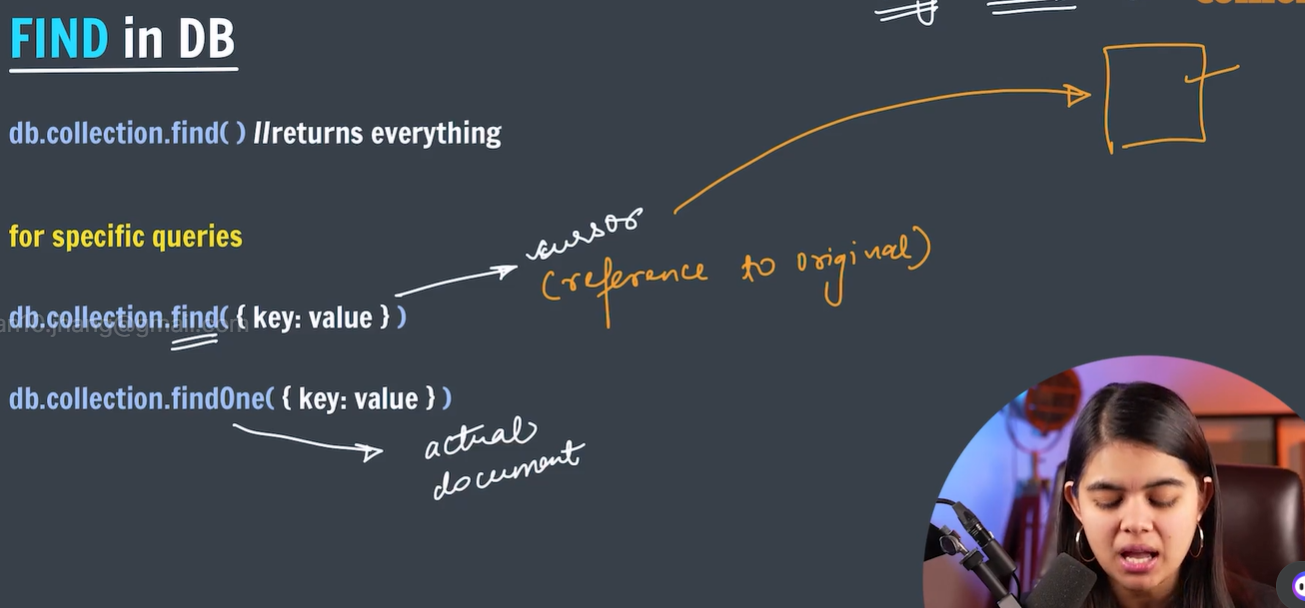 FIND in DB
db.collection.find( ) //returns everything
for specific queries
cursor
(reference to original)
db.collection.find( { key: value } )
db.collection.findOne( { key: value } )
actual
document